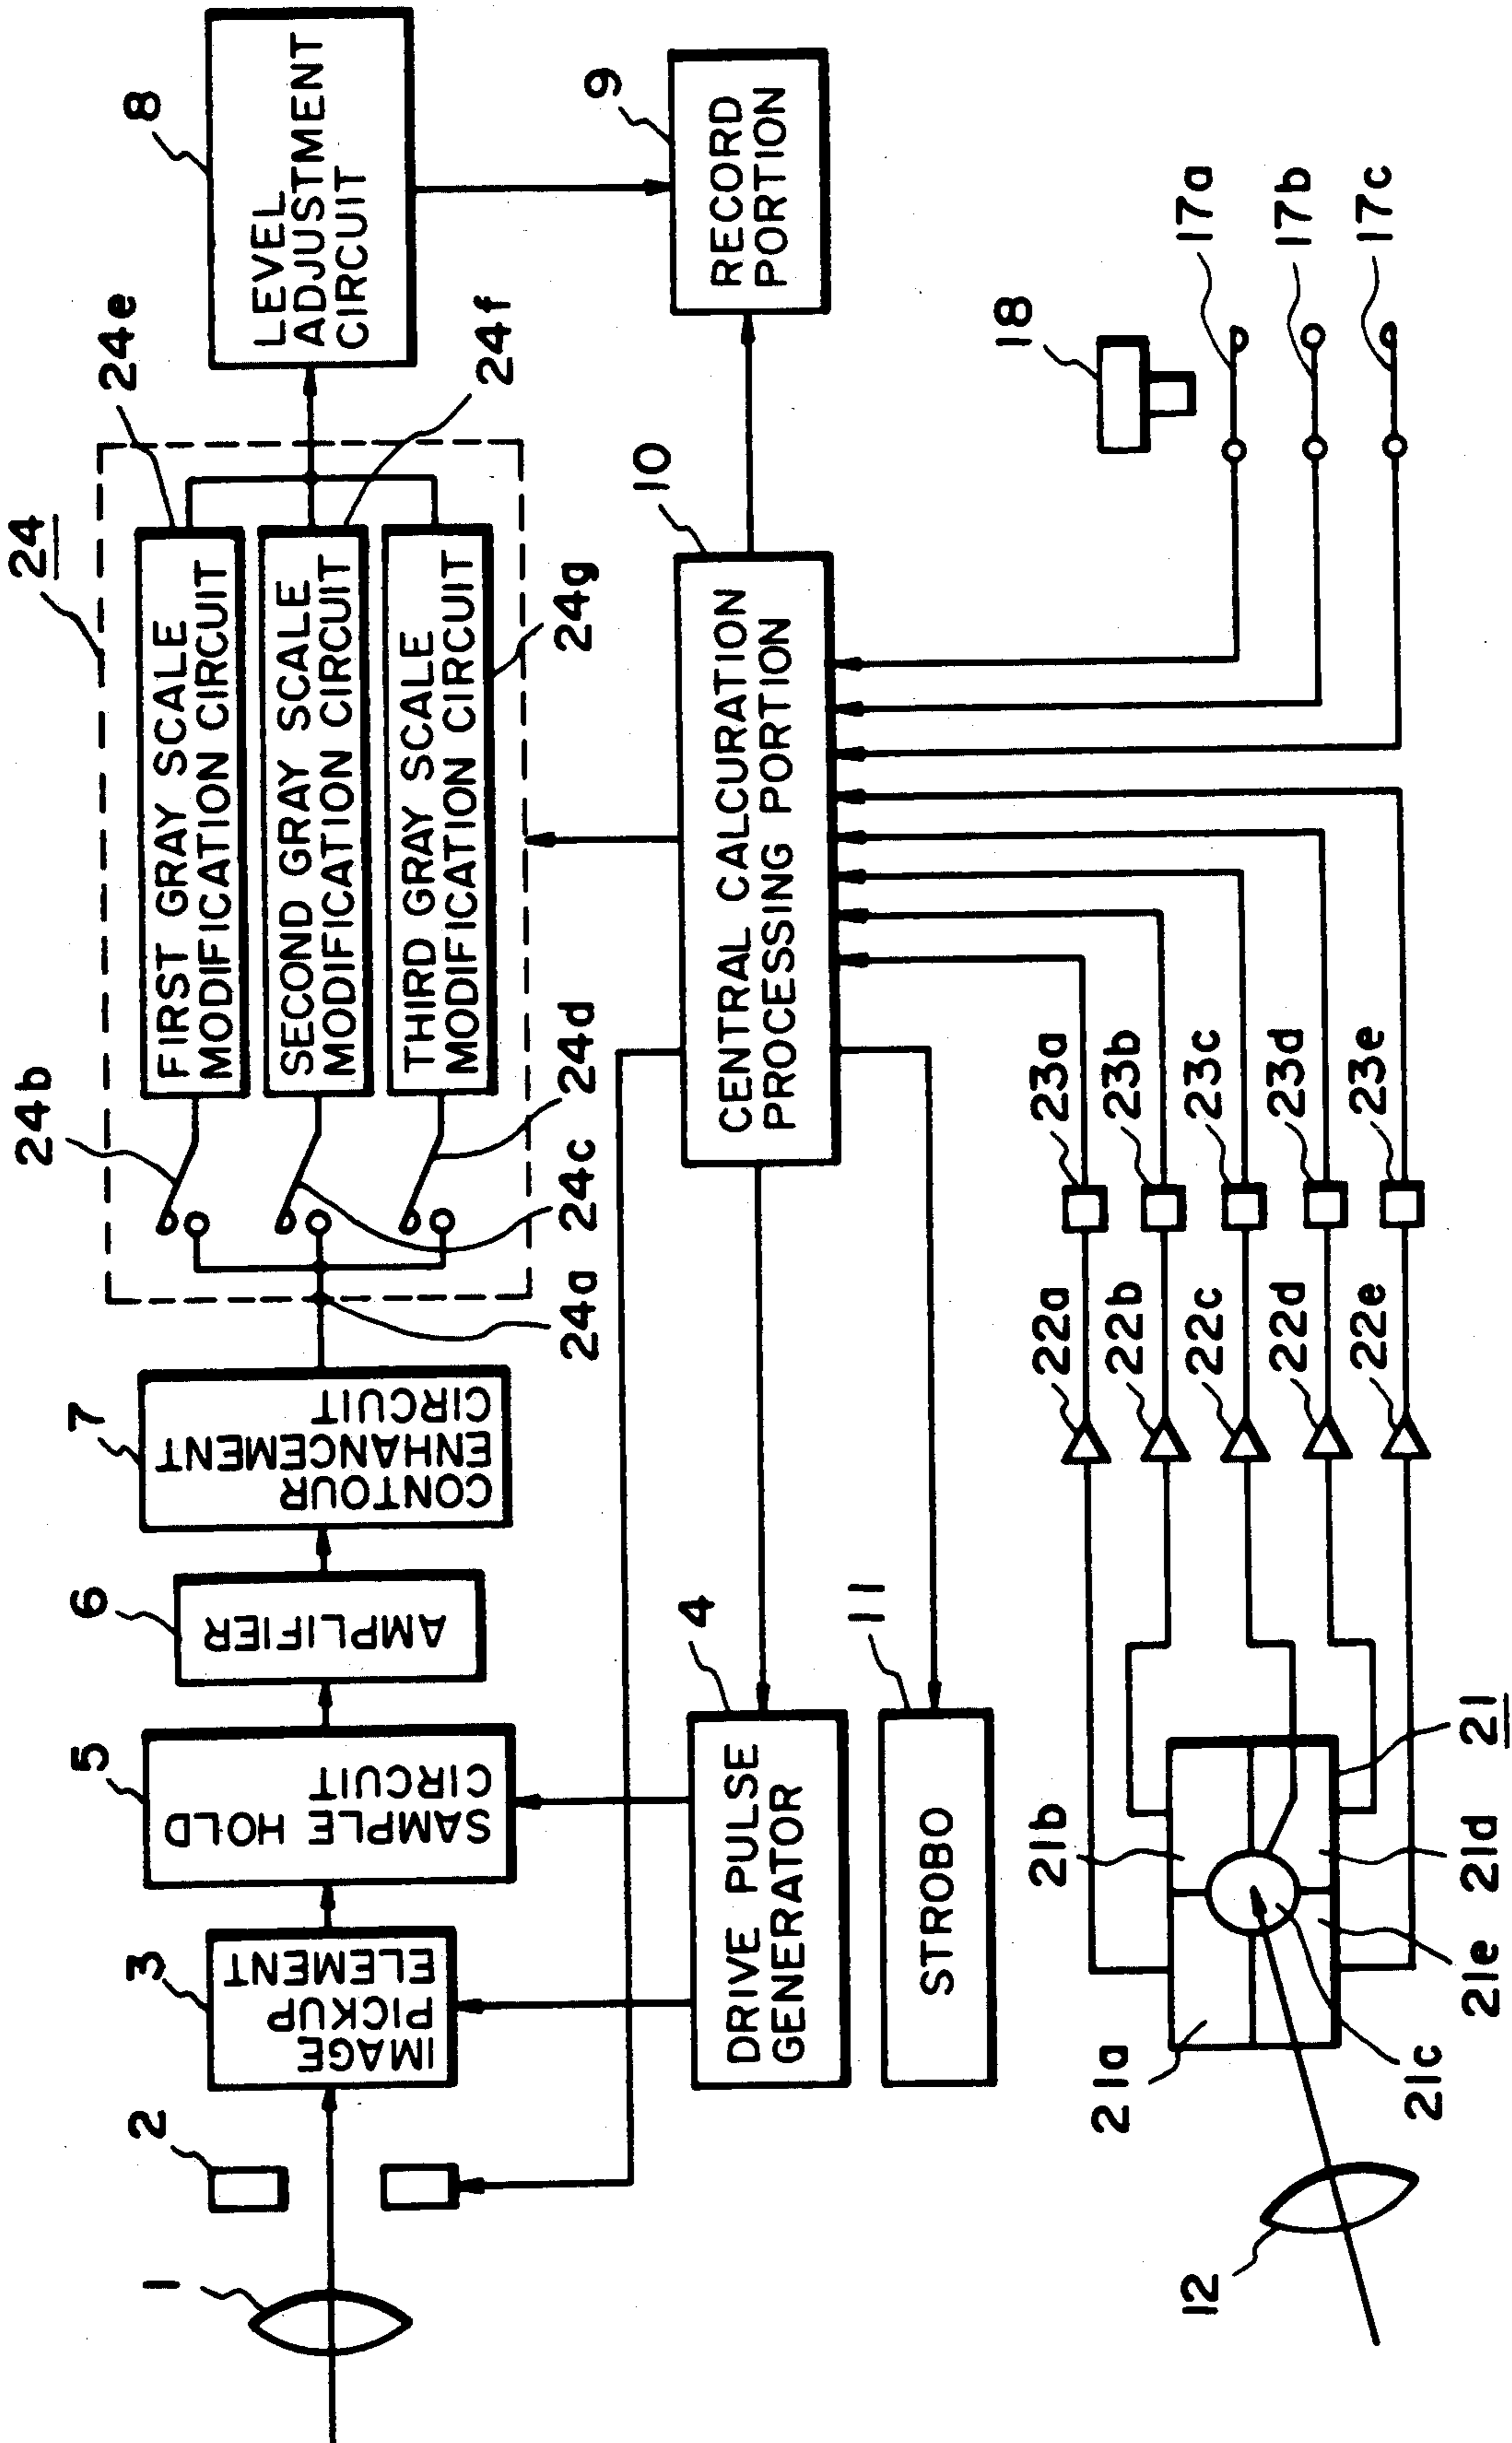 24
24b
24e
8
FIRST GRAY SCALE
MODIFICATION CIRCUIT
SECOND GRAY SCALE
MODIFICATION CIRCUIT
THIRD GRAY SCALE
MODIFICATION CIRCUIT
LEVEL
ADJUSTMENT
CIRCUIT
24a
24c
24d
24g
24f
1
2
3
IMAGE
PICKUP
ELEMENT
5
SAMPLE HOLD
CIRCUIT
6
AMPLIFIER
7
CONTOUR
ENHANCEMENT
CIRCUIT
4
DRIVE PULSE
GENERATOR
10
CENTRAL CALCURATION
PROCESSING PORTION
9
RECORD
PORTION
11
STROBO
12
21a
21b
21c
21e
21d
21
22a
22b
22c
22d
22e
23a
23b
23c
23d
23e
18
17a
17b
17c